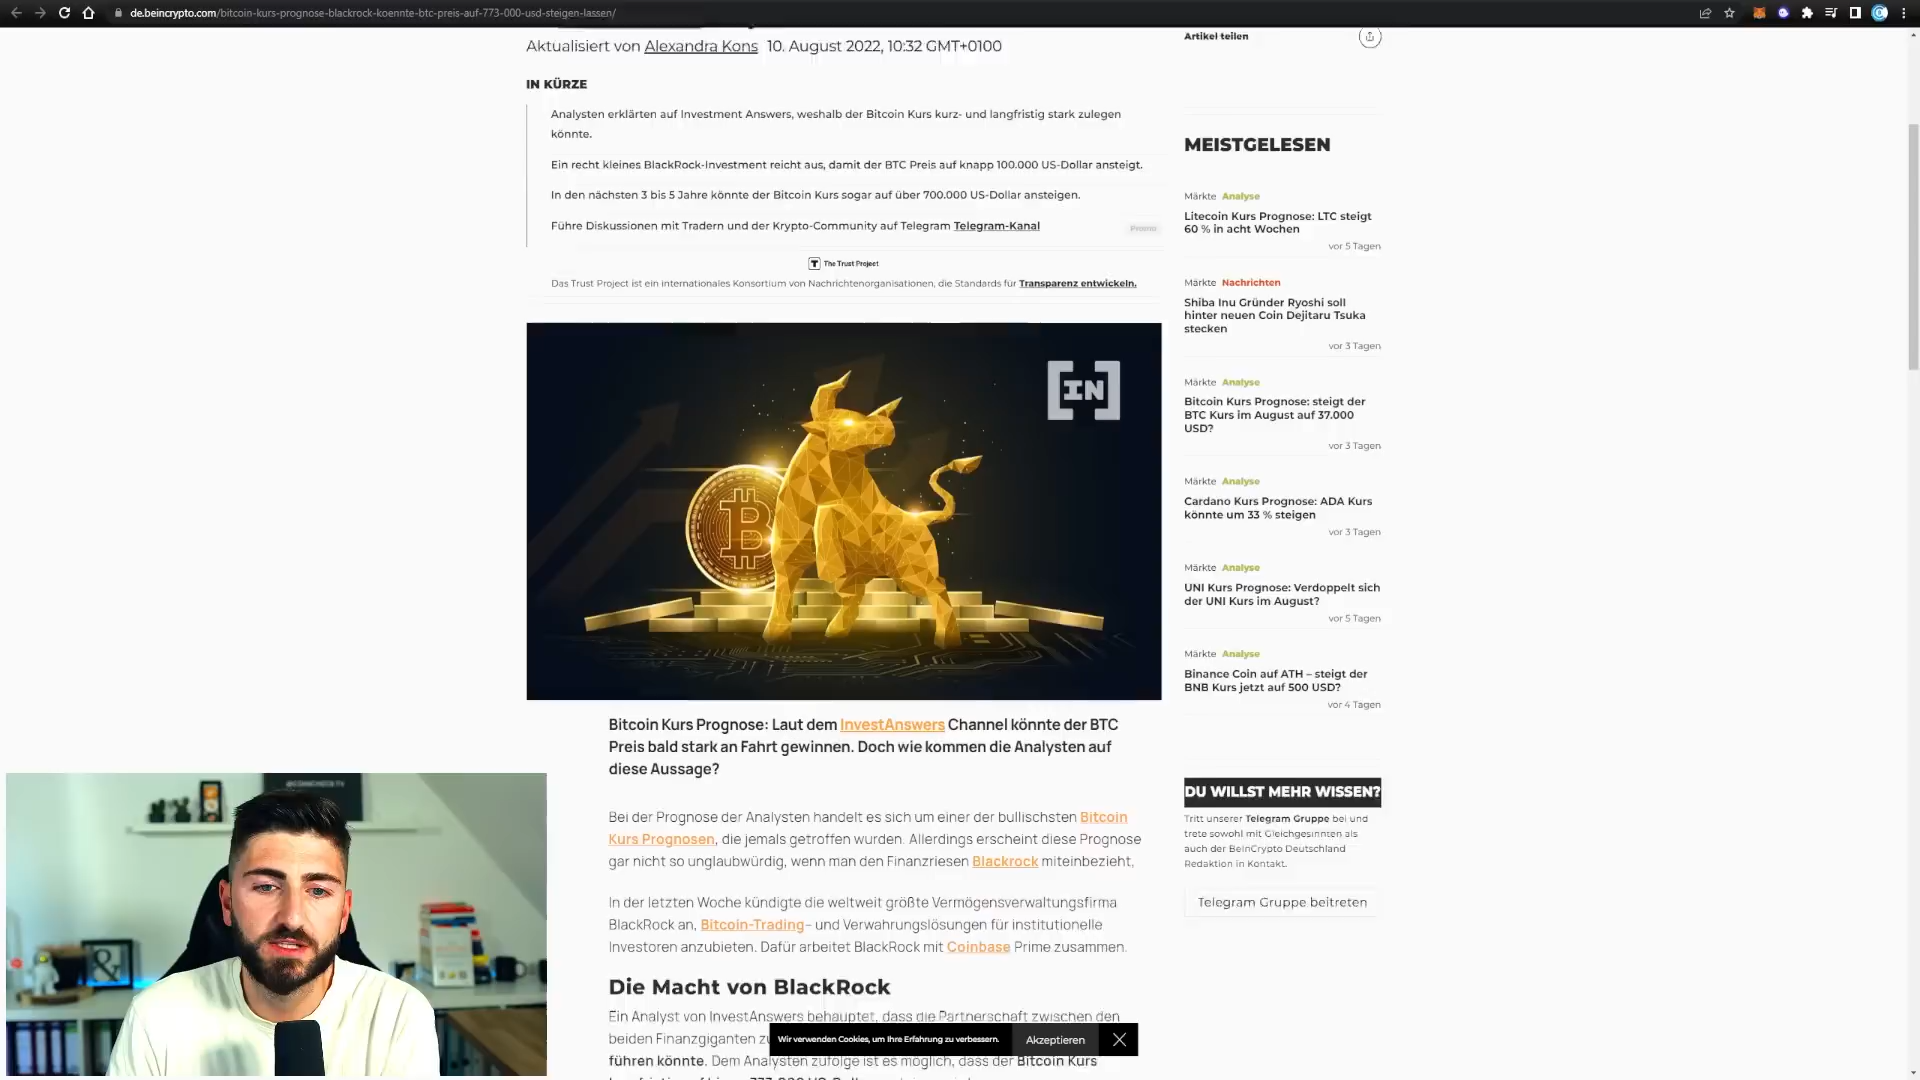 de.beincrypto.com/bitcoin-kurs-prognose-blackrock-koennte-btc-preis-auf-773-000-usd-steigen-lassen/
Aktualisiert von Alexandra Kons 10. August 2022, 10:32 GMT+0100
IN KÜRZE
Analysten erklärten auf Investment Answers, weshalb der Bitcoin Kurs kurz- und langfristig stark zulegen
könnte.
Ein recht kleines BlackRock-Investment reicht aus, damit der BTC Preis auf knapp 100.000 US-Dollar ansteigt.
In den nächsten 3 bis 5 Jahre könnte der Bitcoin Kurs sogar auf über 700.000 US-Dollar ansteigen.
Führe Diskussionen mit Tradern und der Krypto-Community auf Telegram Telegram-Kanal
Promo
T The Trust Project
Das Trust Project ist ein internationales Konsortium von Nachrichtenorganisationen, die Standards für Transparenz entwickeln.
[IN]
B
Bitcoin Kurs Prognose: Laut dem InvestAnswers Channel könnte der BTC
Preis bald stark an Fahrt gewinnen. Doch wie kommen die Analysten auf
diese Aussage?
Bei der Prognose der Analysten handelt es sich um einer der bullischsten Bitcoin
Kurs Prognosen, die jemals getroffen wurden. Allerdings erscheint diese Prognose
gar nicht so unglaubwürdig, wenn man den Finanzriesen Blackrock miteinbezieht,
In der letzten Woche kündigte die weltweit größte Vermögensverwaltungsfirma
BlackRock an, Bitcoin-Trading– und Verwahrungslösungen für institutionelle
Investoren anzubieten. Dafür arbeitet BlackRock mit Coinbase Prime zusammen.
Die Macht von BlackRock
Ein Analyst von InvestAnswers behauptet, dass die Partnerschaft zwischen den
beiden Finanzgiganten zu
führen könnte. Dem Analysten zufolge ist es möglich, dass der Bitcoin Kurs
Wir verwenden Cookies, um Ihre Erfahrung zu verbessern.
Akzeptieren
Artikel teilen
MEISTGELESEN
Märkte Analyse
Litecoin Kurs Prognose: LTC steigt
60 % in acht Wochen
vor 5 Tagen
Märkte Nachrichten
Shiba Inu Gründer Ryoshi soll
hinter neuen Coin Dejitaru Tsuka
stecken
vor 3 Tagen
Märkte Analyse
Bitcoin Kurs Prognose: steigt der
BTC Kurs im August auf 37.000
USD?
vor 3 Tagen
Märkte Analyse
Cardano Kurs Prognose: ADA Kurs
könnte um 33 % steigen
vor 3 Tagen
Märkte Analyse
UNI Kurs Prognose: Verdoppelt sich
der UNI Kurs im August?
vor 5 Tagen
Märkte Analyse
Binance Coin auf ATH – steigt der
BNB Kurs jetzt auf 500 USD?
vor 4 Tagen
DU WILLST MEHR WISSEN?
Tritt unserer Telegram Gruppe bei und
trete sowohl mit Gleichgesinnten als
auch der BeInCrypto Deutschland
Redaktion in Kontakt.
Telegram Gruppe beitreten
&